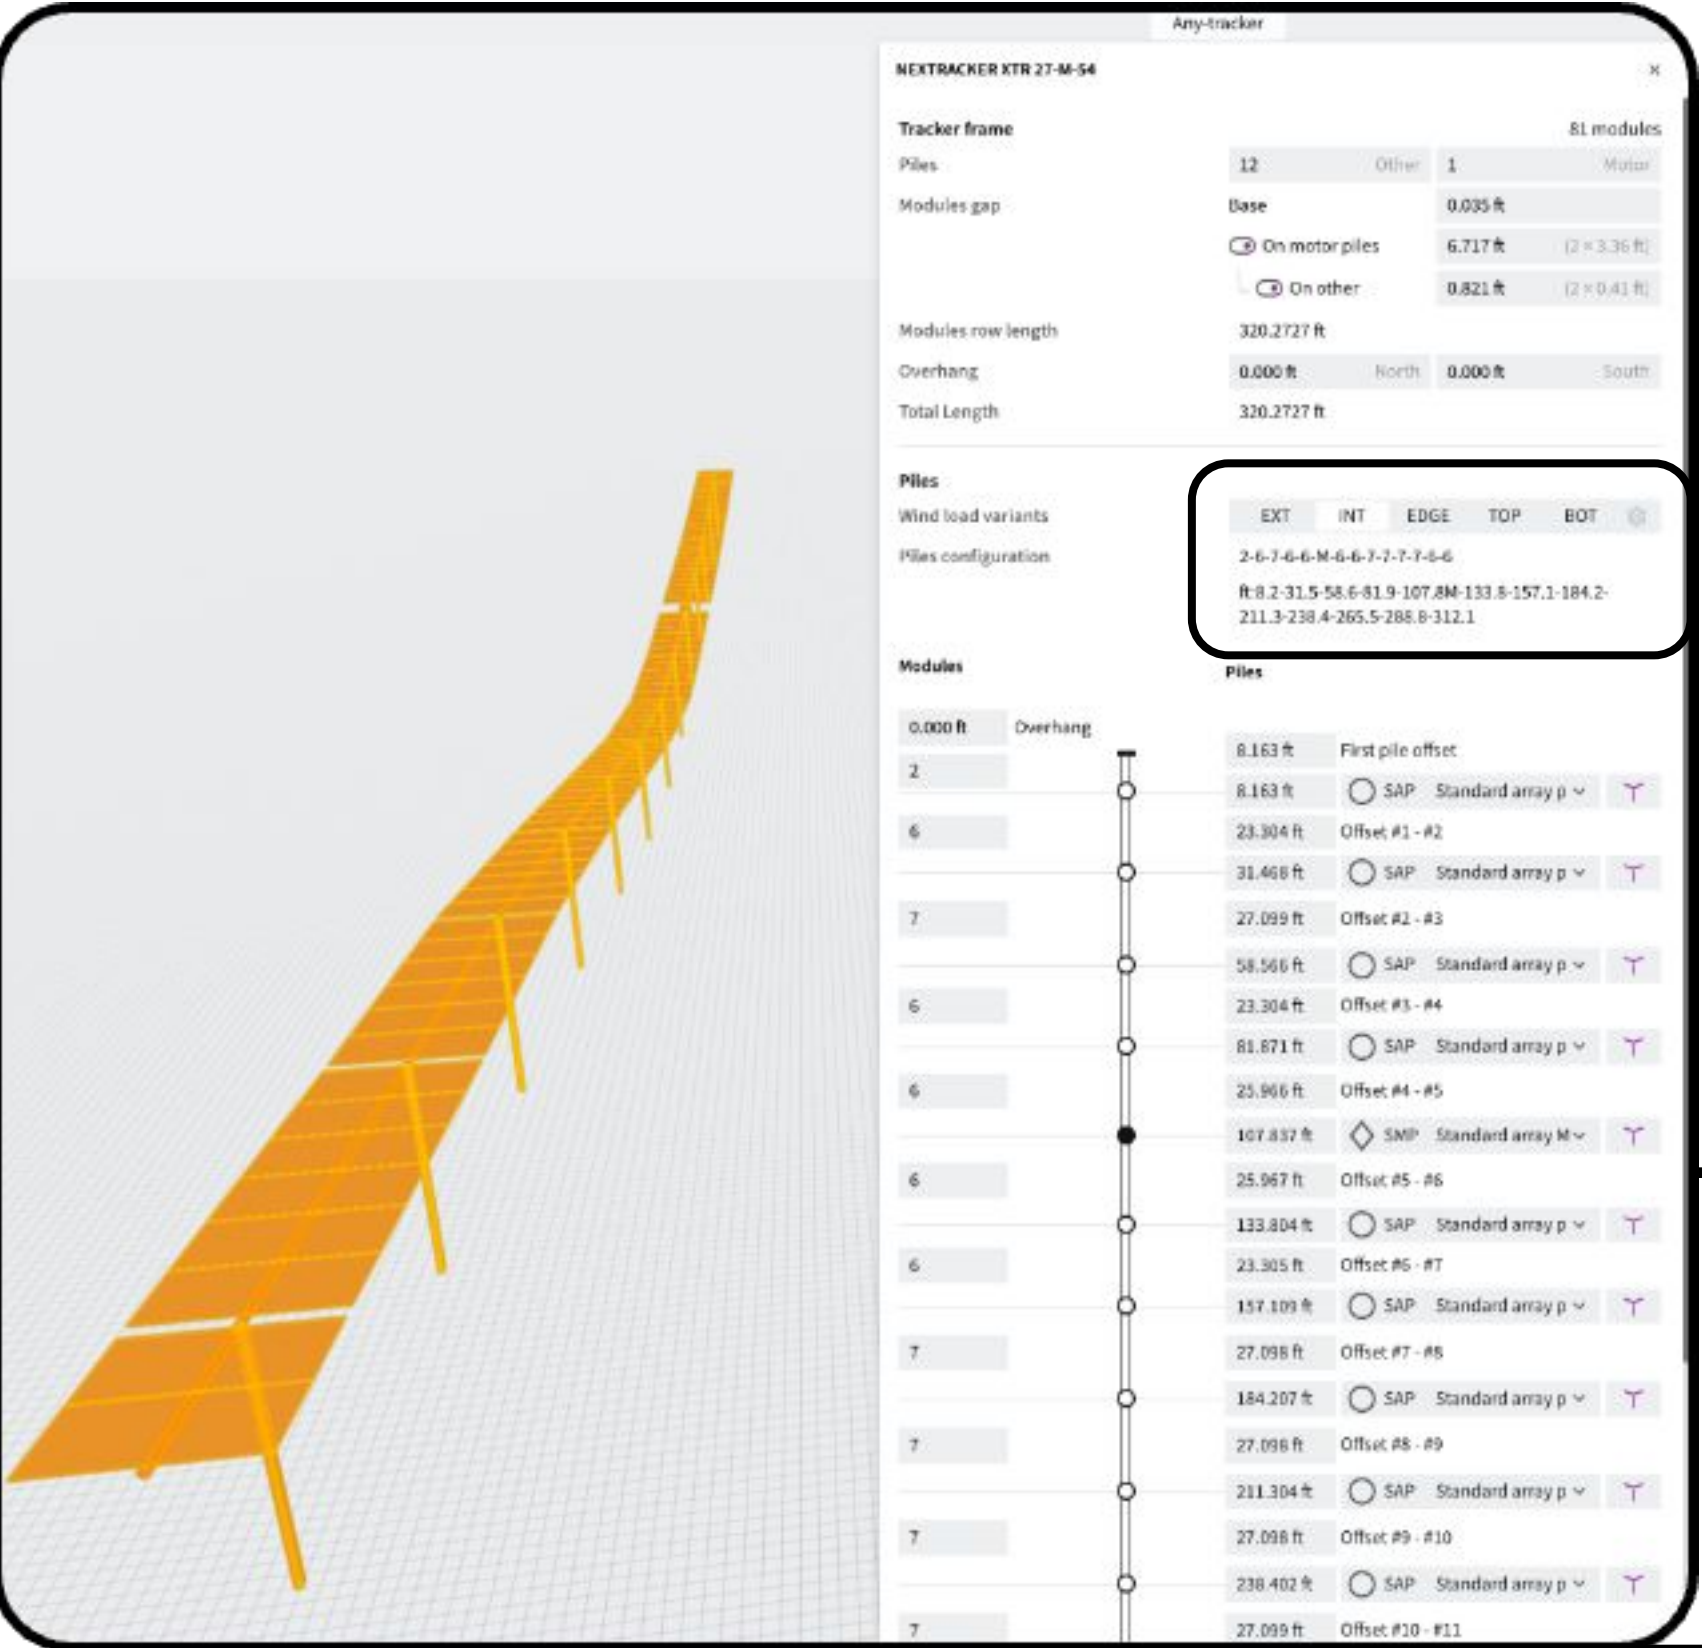 Any-tracker
NEXTRACKER XTR 27-M-54 ×
Tracker frame 81 modules
Piles 12 Other 1 Motor
Modules gap Base 0.035 ft
On motor piles 6.717 ft (2 × 3.36 ft)
On other 0.821 ft (2 × 0.41 ft)
Modules row length 320.2727 ft
Overhang 0.000 ft North 0.000 ft South
Total Length 320.2727 ft
Piles
Wind load variants EXT INT EDGE TOP BOT
Piles configuration 2-6-7-6-6-M-6-6-7-7-7-7-6-6
ft:8.2-31.5-58.6-81.9-107.8M-133.8-157.1-184.2-
211.3-238.4-265.5-288.8-312.1
Modules Piles
0.000 ft Overhang
8.163 ft First pile offset
2
8.163 ft SAP Standard array p
6 23.304 ft Offset #1 - #2
31.468 ft SAP Standard array p
7 27.099 ft Offset #2 - #3
58.566 ft SAP Standard array p
6 23.304 ft Offset #3 - #4
81.871 ft SAP Standard array p
6 25.966 ft Offset #4 - #5
107.837 ft SMP Standard array M
6 25.967 ft Offset #5 - #6
133.804 ft SAP Standard array p
6 23.305 ft Offset #6 - #7
157.109 ft SAP Standard array p
7 27.098 ft Offset #7 - #8
184.207 ft SAP Standard array p
7 27.098 ft Offset #8 - #9
211.304 ft SAP Standard array p
7 27.098 ft Offset #9 - #10
238.402 ft SAP Standard array p
7 27.099 ft Offset #10 - #11